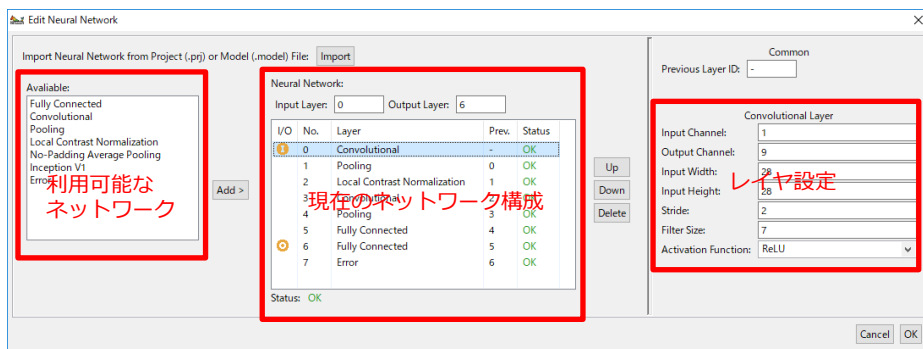 Edit Neural Network
Import Neural Network from Project (.prj) or Model (.model) File: Import
Avaliable:
Fully Connected
Convolutional
Pooling
Local Contrast Normalization
No-Padding Average Pooling
Inception V1
Error
利用可能な
ネットワーク
Add >
Neural Network:
Input Layer: 0 Output Layer: 6
I/O No. Layer Prev. Status
I 0 Convolutional - OK
1 Pooling 0 OK
2 Local Contrast Normalization 1 OK
3 Convolutional 2 OK
4 Pooling 3 OK
5 Fully Connected 4 OK
O 6 Fully Connected 5 OK
7 Error 6 OK
現在のネットワーク構成
Status: OK
Up
Down
Delete
Common
Previous Layer ID: -
Convolutional Layer
Input Channel: 1
Output Channel: 9
Input Width: 28
Input Height: 28
Stride: 2
Filter Size: 7
Activation Function: ReLU
レイヤ設定
Cancel OK